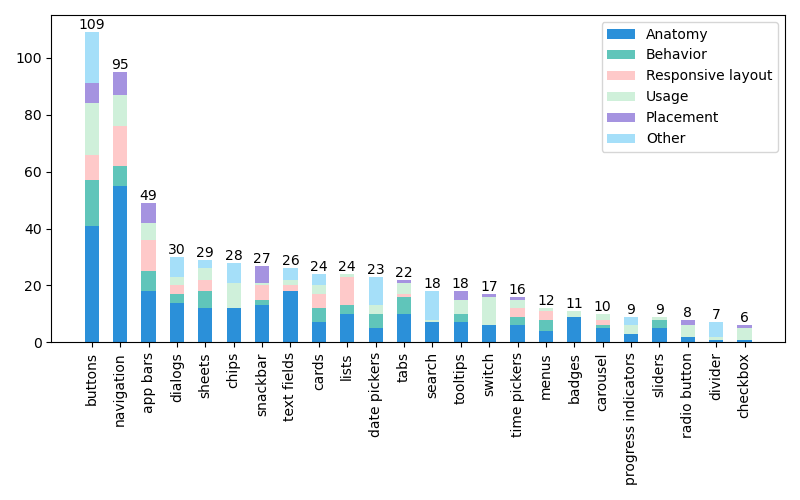 109
95
49
30
29
28
27
26
24
24
23
22
18
18
17
16
12
11
10
9
9
8
7
6
Anatomy
Behavior
Responsive layout
Usage
Placement
Other
100
80
60
40
20
0
buttons
navigation
app bars
dialogs
sheets
chips
snackbar
text fields
cards
lists
date pickers
tabs
search
tooltips
switch
time pickers
menus
badges
carousel
progress indicators
sliders
radio button
divider
checkbox